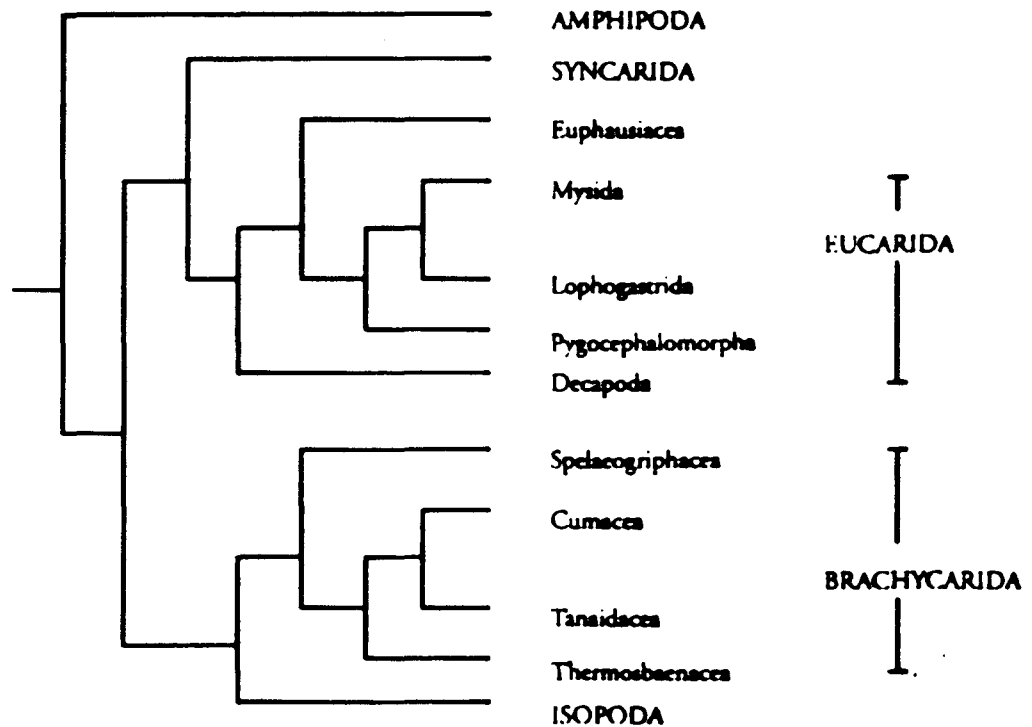 AMPHIPODA
SYNCARIDA
Euphausiacea
Mysida
EUCARIDA
Lophogastrida
Pygocephalomorpha
Decapoda
Spelaeogriphacea
Cumacea
BRACHYCARIDA
Tanaidacea
Thermosbaenacea
ISOPODA